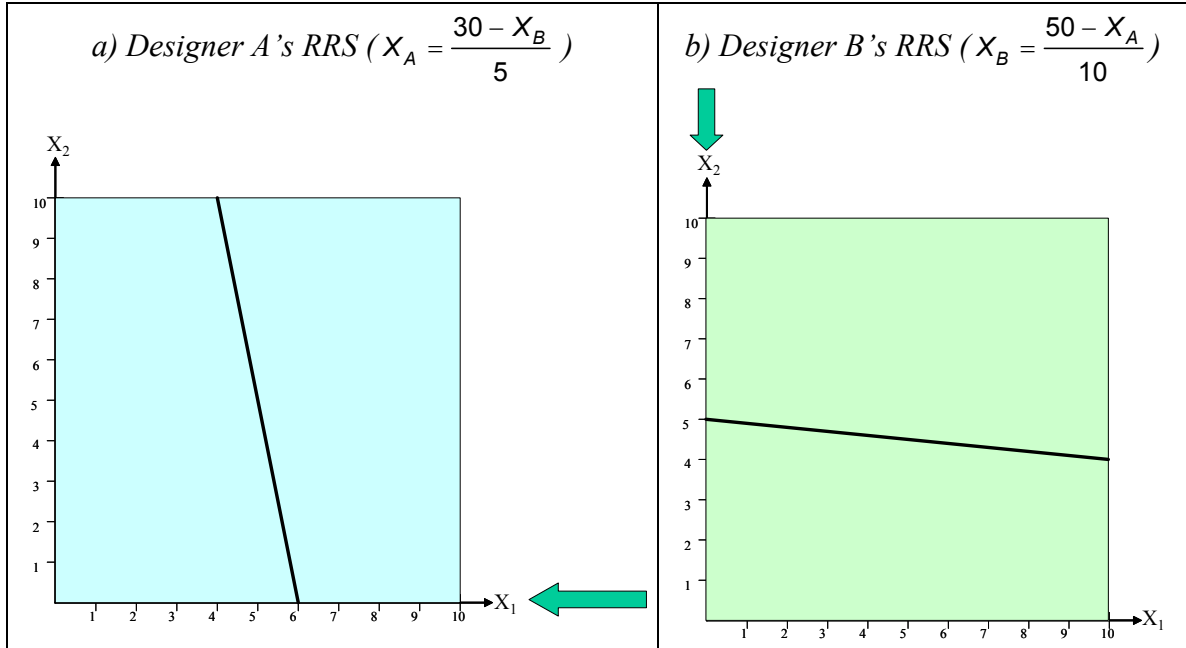 a) Designer A's RRS ( X_A = (30 − X_B)/5 )
X₂
10
9
8
7
6
5
4
3
2
1
1 2 3 4 5 6 7 8 9 10
X₁
b) Designer B's RRS ( X_B = (50 − X_A)/10 )
X₂
10
9
8
7
6
5
4
3
2
1
1 2 3 4 5 6 7 8 9 10
X₁